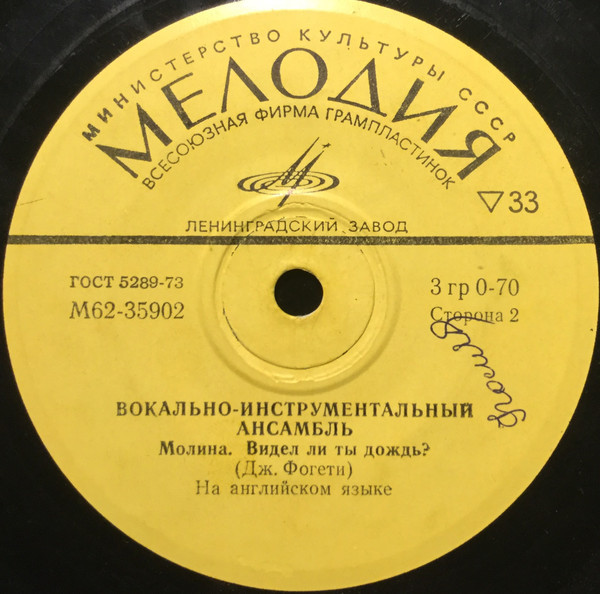 МИНИСТЕРСТВО КУЛЬТУРЫ СССР
МЕЛОДИЯ
ВСЕСОЮЗНАЯ ФИРМА ГРАМПЛАСТИНОК
▽33
ЛЕНИНГРАДСКИЙ ЗАВОД
ГОСТ 5289-73
М62-35902
3 гр 0-70
Сторона 2
ВОКАЛЬНО-ИНСТРУМЕНТАЛЬНЫЙ
АНСАМБЛЬ
Молина. Видел ли ты дождь?
(Дж. Фогети)
На английском языке